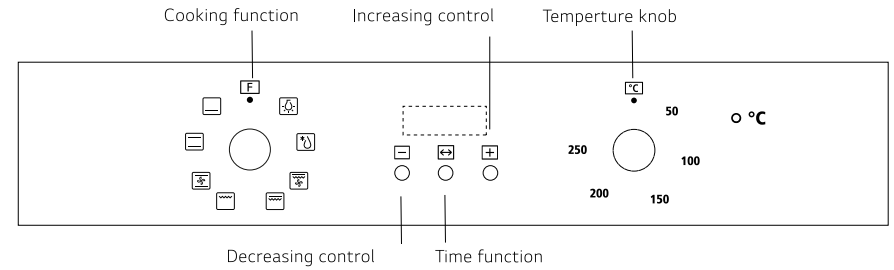 Cooking function
Increasing control
Temperture knob
F
°C
50
°C
250
100
200
150
Decreasing control
Time function